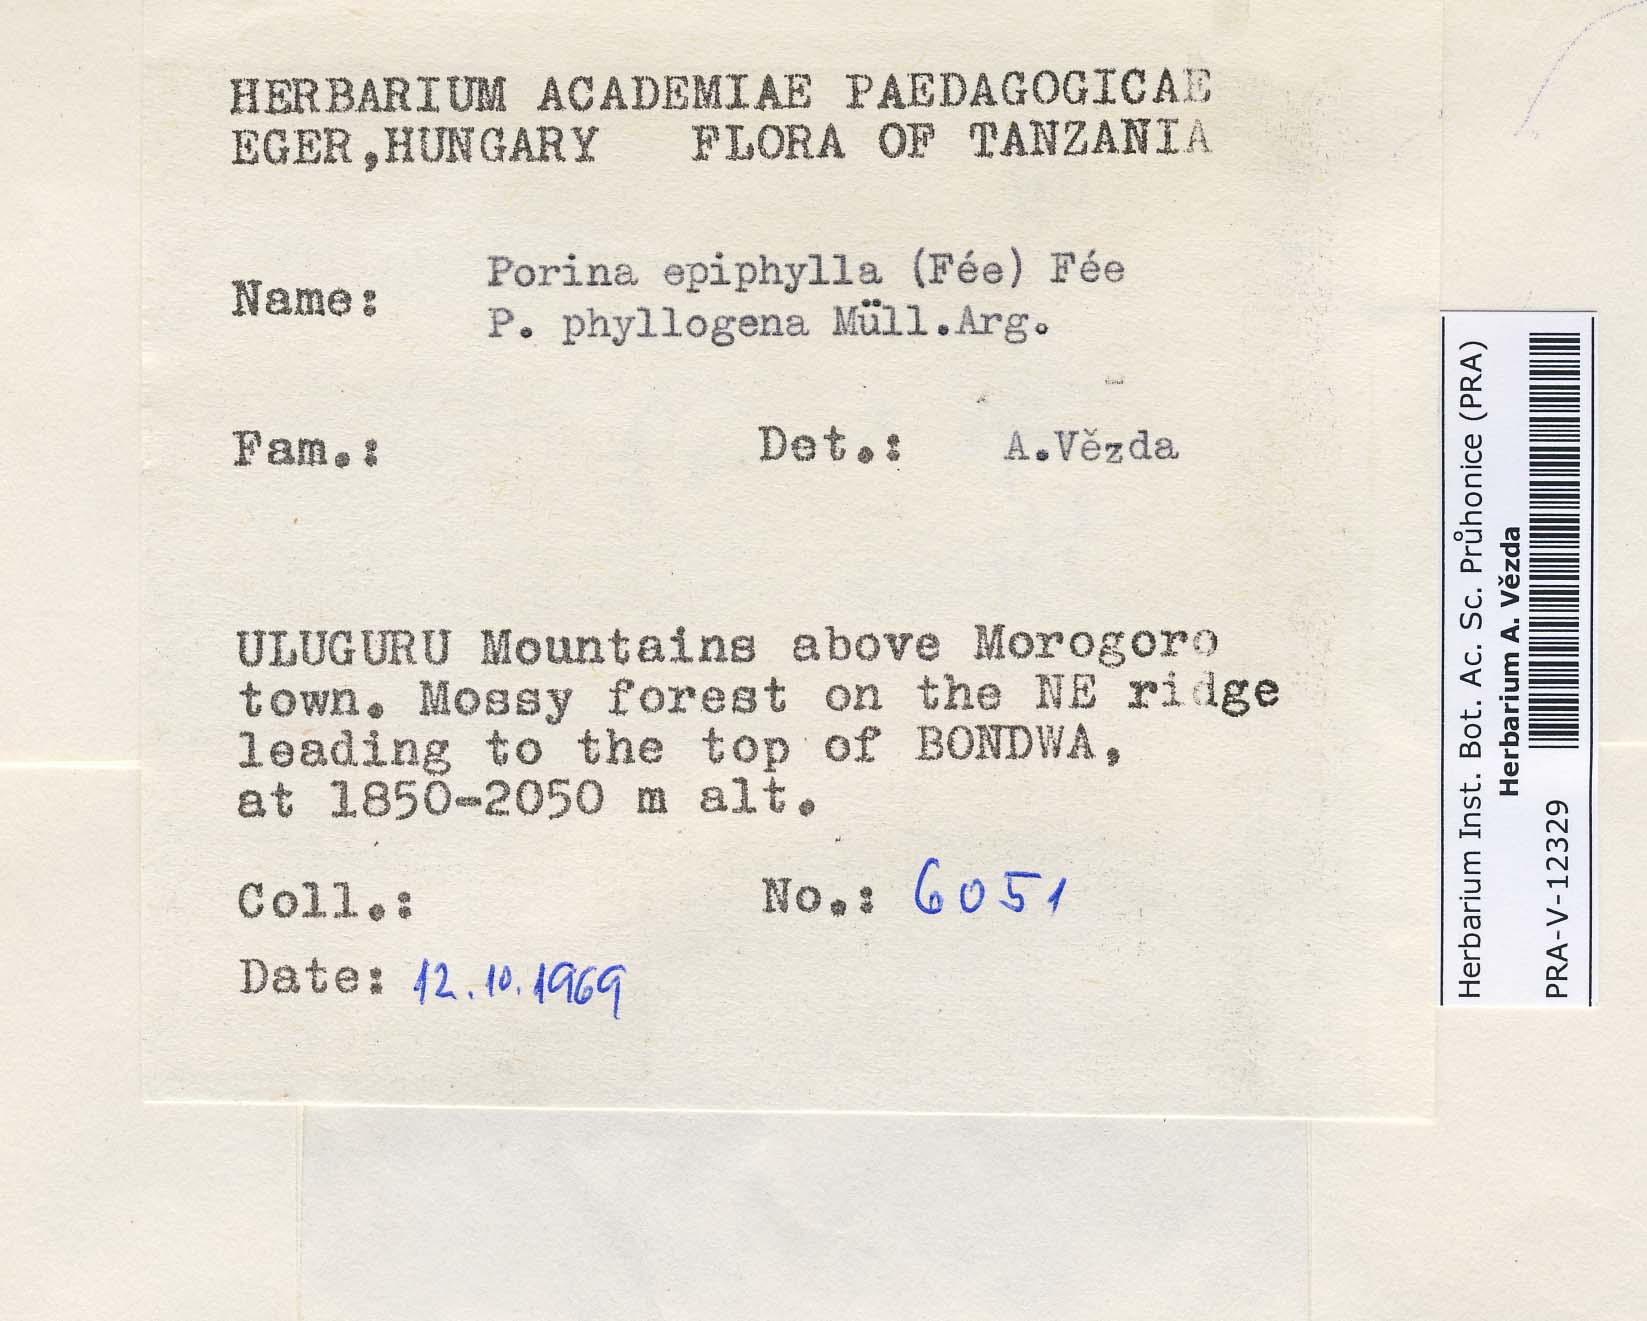 HERBARIUM ACADEMIAE PAEDAGOGICAE
EGER,HUNGARY FLORA OF TANZANIA
Name: Porina epiphylla (Fée) Fée
P. phyllogena Müll.Arg.
Fam.: Det.: A.Vězda
ULUGURU Mountains above Morogoro
town. Mossy forest on the NE ridge
leading to the top of BONDWA,
at 1850-2050 m alt.
Coll.: No.: 6051
Date: 12.10.1969
Herbarium Inst. Bot. Ac. Sc. Průhonice (PRA)
Herbarium A. Vězda
PRA-V-12329